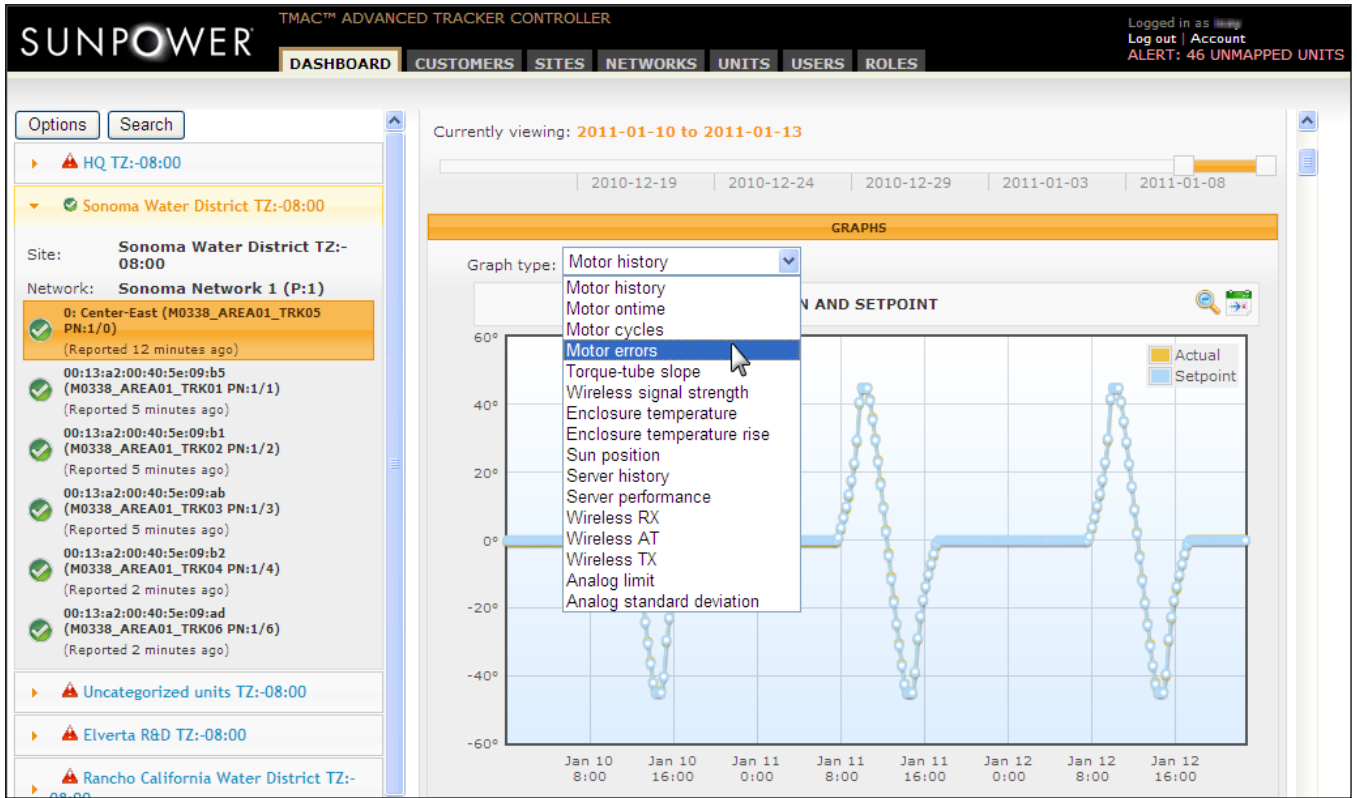 SUNPOWER
TMAC™ ADVANCED TRACKER CONTROLLER
Logged in as
Log out | Account
ALERT: 46 UNMAPPED UNITS
DASHBOARD CUSTOMERS SITES NETWORKS UNITS USERS ROLES
Options Search
HQ TZ:-08:00
Sonoma Water District TZ:-08:00
Site: Sonoma Water District TZ:-
08:00
Network: Sonoma Network 1 (P:1)
0: Center-East (M0338_AREA01_TRK05
PN:1/0)
(Reported 12 minutes ago)
00:13:a2:00:40:5e:09:b5
(M0338_AREA01_TRK01 PN:1/1)
(Reported 5 minutes ago)
00:13:a2:00:40:5e:09:b1
(M0338_AREA01_TRK02 PN:1/2)
(Reported 5 minutes ago)
00:13:a2:00:40:5e:09:ab
(M0338_AREA01_TRK03 PN:1/3)
(Reported 5 minutes ago)
00:13:a2:00:40:5e:09:b2
(M0338_AREA01_TRK04 PN:1/4)
(Reported 2 minutes ago)
00:13:a2:00:40:5e:09:ad
(M0338_AREA01_TRK06 PN:1/6)
(Reported 2 minutes ago)
Uncategorized units TZ:-08:00
Elverta R&D TZ:-08:00
Rancho California Water District TZ:-
08:00
Currently viewing: 2011-01-10 to 2011-01-13
2010-12-19 2010-12-24 2010-12-29 2011-01-03 2011-01-08
GRAPHS
Graph type: Motor history
Motor history
Motor ontime
Motor cycles
Motor errors
Torque-tube slope
Wireless signal strength
Enclosure temperature
Enclosure temperature rise
Sun position
Server history
Server performance
Wireless RX
Wireless AT
Wireless TX
Analog limit
Analog standard deviation
N AND SETPOINT
Actual
Setpoint
60°
40°
20°
0°
-20°
-40°
-60°
Jan 10 Jan 10 Jan 11 Jan 11 Jan 11 Jan 12 Jan 12 Jan 12
8:00 16:00 0:00 8:00 16:00 0:00 8:00 16:00